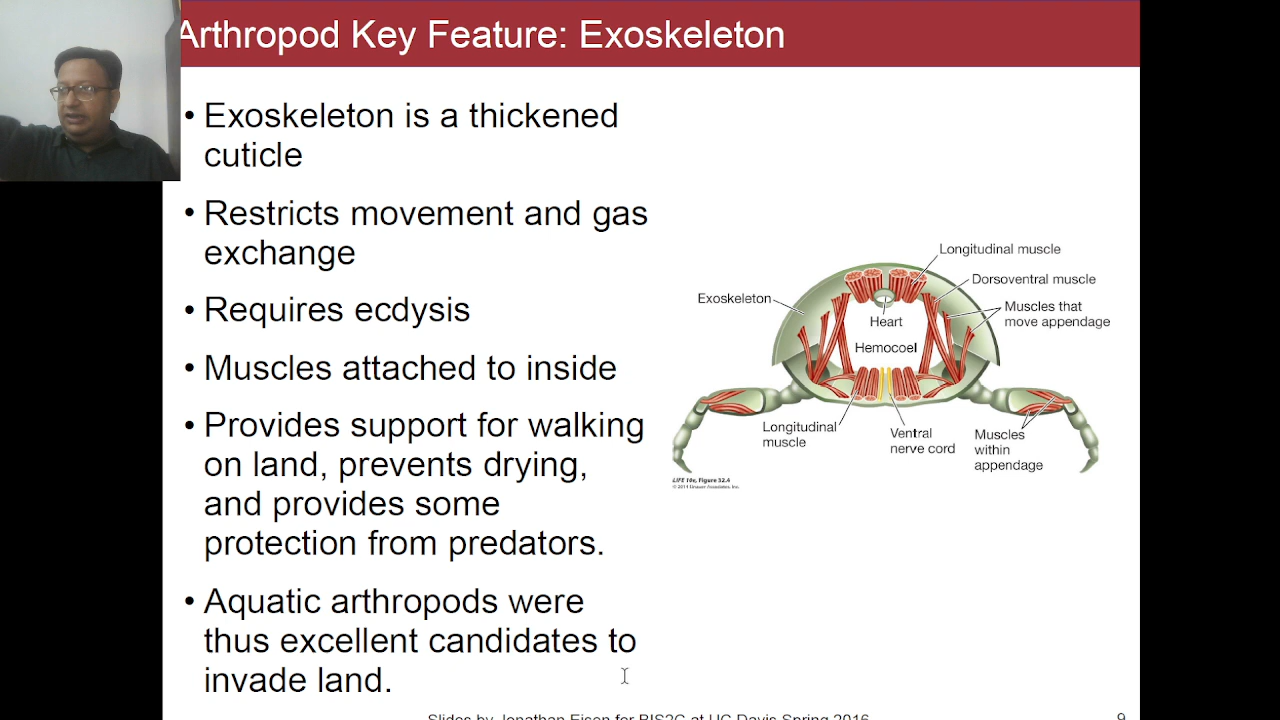 Arthropod Key Feature: Exoskeleton
• Exoskeleton is a thickened
cuticle
• Restricts movement and gas
exchange
• Requires ecdysis
• Muscles attached to inside
• Provides support for walking
on land, prevents drying,
and provides some
protection from predators.
• Aquatic arthropods were
thus excellent candidates to
invade land.
Longitudinal muscle
Dorsoventral muscle
Exoskeleton
Muscles that
move appendage
Heart
Hemocoel
Longitudinal
muscle
Ventral
nerve cord
Muscles
within
appendage
LIFE 10e, Figure 32.4
© 2014 Sinauer Associates, Inc.
Slides by Jonathan Eisen for BIS2C at UC Davis Spring 2016
9